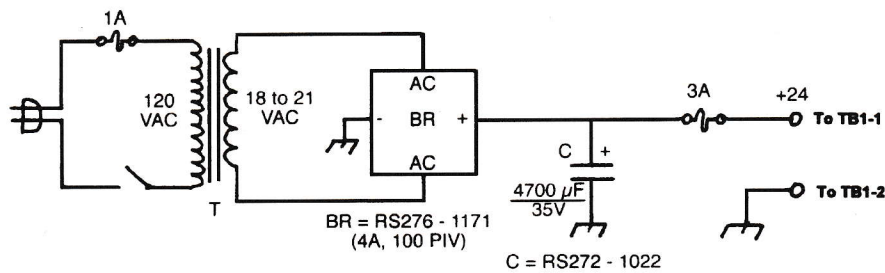 1A
120
VAC
18 to 21
VAC
T
AC
- BR +
AC
BR = RS276 - 1171
(4A, 100 PIV)
C +
4700 µF
35V
C = RS272 - 1022
3A
+24
To TB1-1
To TB1-2